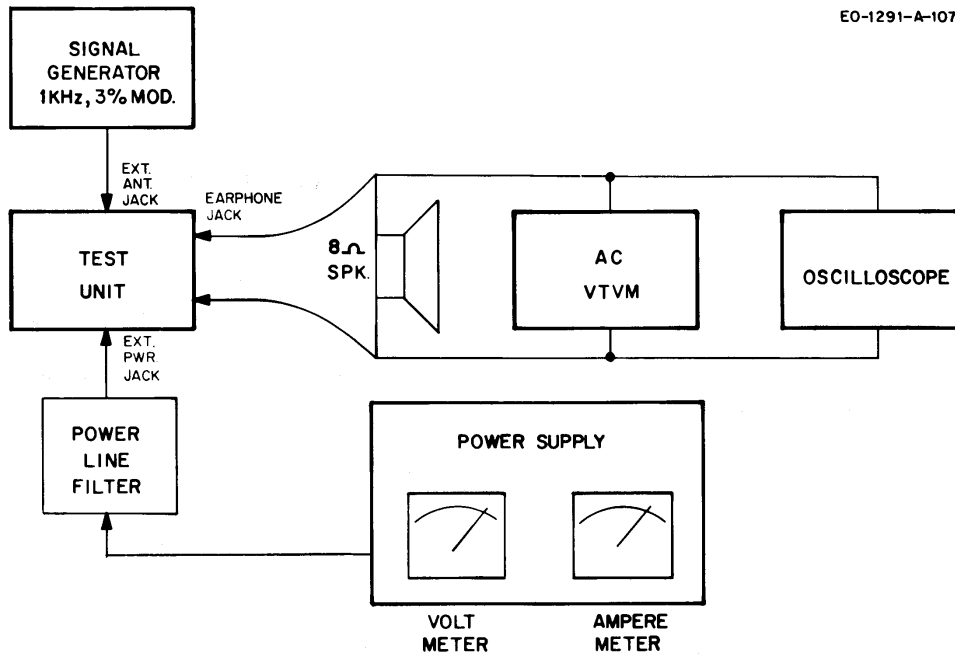 EO-1291-A-107
SIGNAL
GENERATOR
1KHz, 3% MOD.
EXT.
ANT.
JACK
EARPHONE
JACK
TEST
UNIT
8Ω
SPK.
AC
VTVM
OSCILLOSCOPE
EXT.
PWR.
JACK
POWER
LINE
FILTER
POWER SUPPLY
VOLT
METER
AMPERE
METER